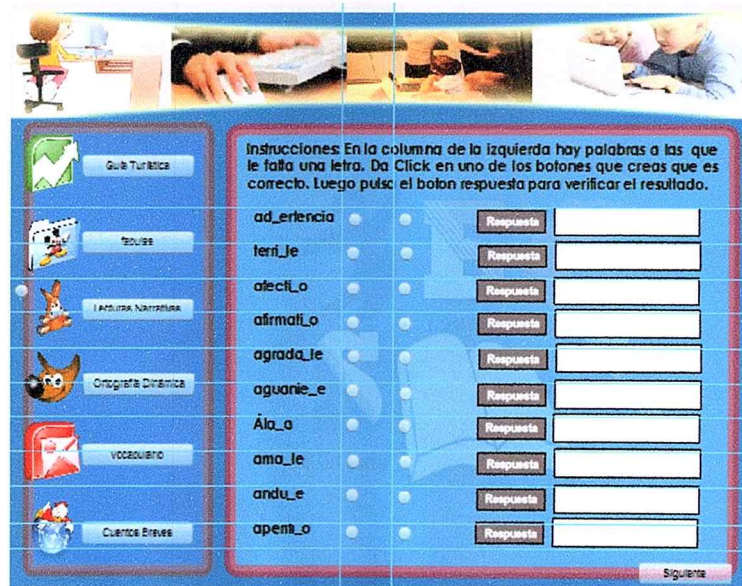 Instrucciones: En la columna de la izquierda hay palabras a las que
le falta una letra. Da Click en uno de los botones que creas que es
correcto. Luego pulsa el boton respuesta para verificar el resultado.
Guía Turística
fabulas
Lecturas Narrativas
Ortografía Dinámica
vocabulario
Cuentos Breves
ad_ertencia Respuesta
terri_le Respuesta
afecti_o Respuesta
afirmati_o Respuesta
agrada_le Respuesta
aguanie_e Respuesta
Ála_a Respuesta
ama_le Respuesta
andu_e Respuesta
aperiti_o Respuesta
Siguiente